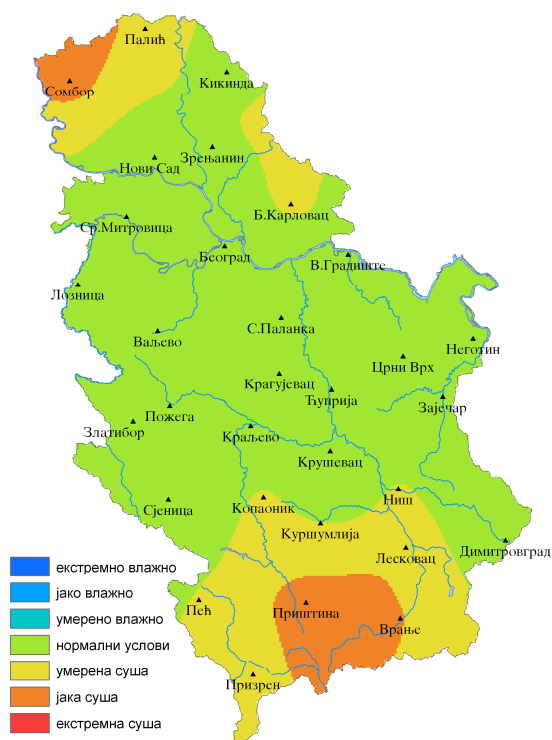 Палић
Кикинда
Сомбор
Зрењанин
Нови Сад
Б.Карловац
Ср.Митровица
Београд
В.Градиште
Лозница
С.Паланка
Ваљево
Неготин
Црни Врх
Крагујевац
Ћуприја
Зајечар
Пожега
Златибор
Краљево
Крушевац
Копаоник
Ниш
Сјеница
Куршумлија
Димитровград
Лесковац
Пећ
Приштина
Врање
Призрен
екстремно влажно
јако влажно
умерено влажно
нормални услови
умерена суша
јака суша
екстремна суша